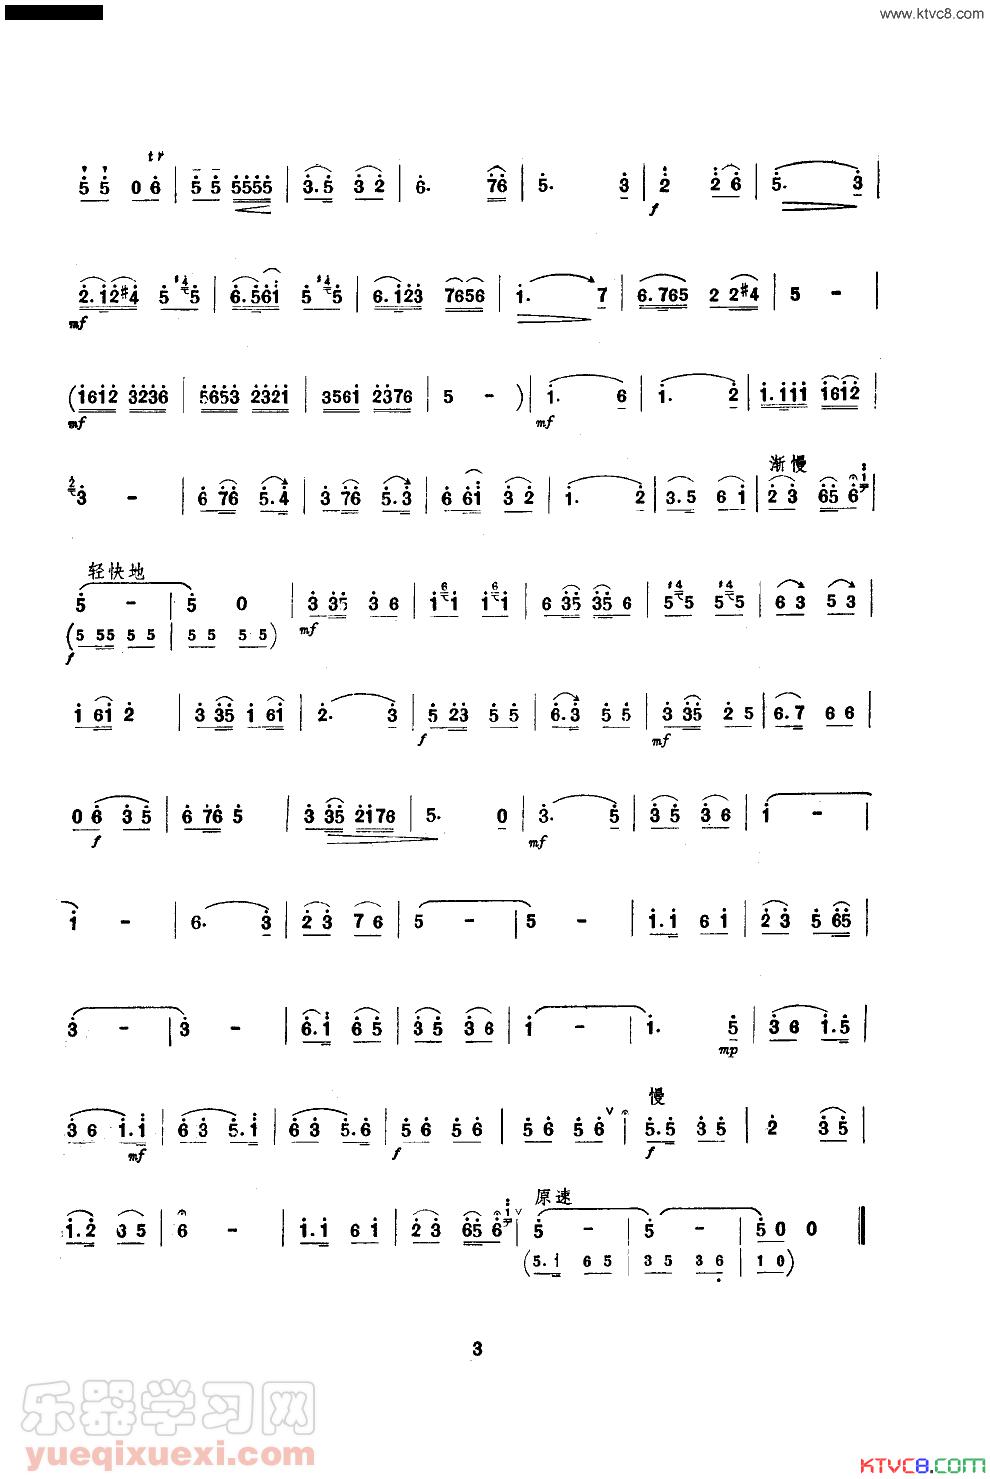 www.ktvc8.com
tr
5 5 0 6 | 5 5 5555 | 3.5 3 2 | 6. 76 | 5. 3 | 2 2 6 | 5. 3 |
f
2.12#4 5 #4 5 | 6.561 5 #4 5 | 6.123 7656 | 1. 7 | 6.765 2 2#4 | 5 - |
mf
(1612 3236 | 5653 2321 | 3561 2376 | 5 - ) | 1. 6 | 1. 2 | 1.111 1612 |
mf mf
渐慢
2 3 - | 6 76 5.4 | 3 76 5.3 | 6 61 3 2 | 1. 2 | 3.5 6 1 | 2 3 65 6 |
轻快地
5 - | 5 0 | 3 35 3 6 | 1 6 1 1 6 1 | 6 35 35 6 | 5 #4 5 5 #4 5 | 6 3 5 3 |
(5 55 5 5 | 5 5 5 5) mf
f
1 61 2 | 3 35 1 61 | 2. 3 | 5 23 5 5 | 6.3 5 5 | 3 35 2 5 | 6.7 6 6 |
f mf
0 6 3 5 | 6 76 5 | 3 35 2176 | 5. 0 | 3. 5 | 3 5 3 6 | 1 - |
f mf
1 - | 6. 3 | 2 3 7 6 | 5 - | 5 - | 1.1 6 1 | 2 3 5 65 |
3 - | 3 - | 6.1 6 5 | 3 5 3 6 | 1 - | 1. 5 | 3 6 1.5 |
mp
慢
3 6 1.1 | 6 3 5.1 | 6 3 5.6 | 5 6 5 6 | 5 6 5 6 | 5.5 3 5 | 2 3 5 |
mf f f
原速
1.2 3 5 | 6 - | 1.1 6 1 | 2 3 65 6 | 5 - | 5 - | 5 0 0 ‖
(5.1 6 5 | 3 5 3 6 | 1 0)
3
乐器学习网
yueqixuexi.com
KTVC8.COM